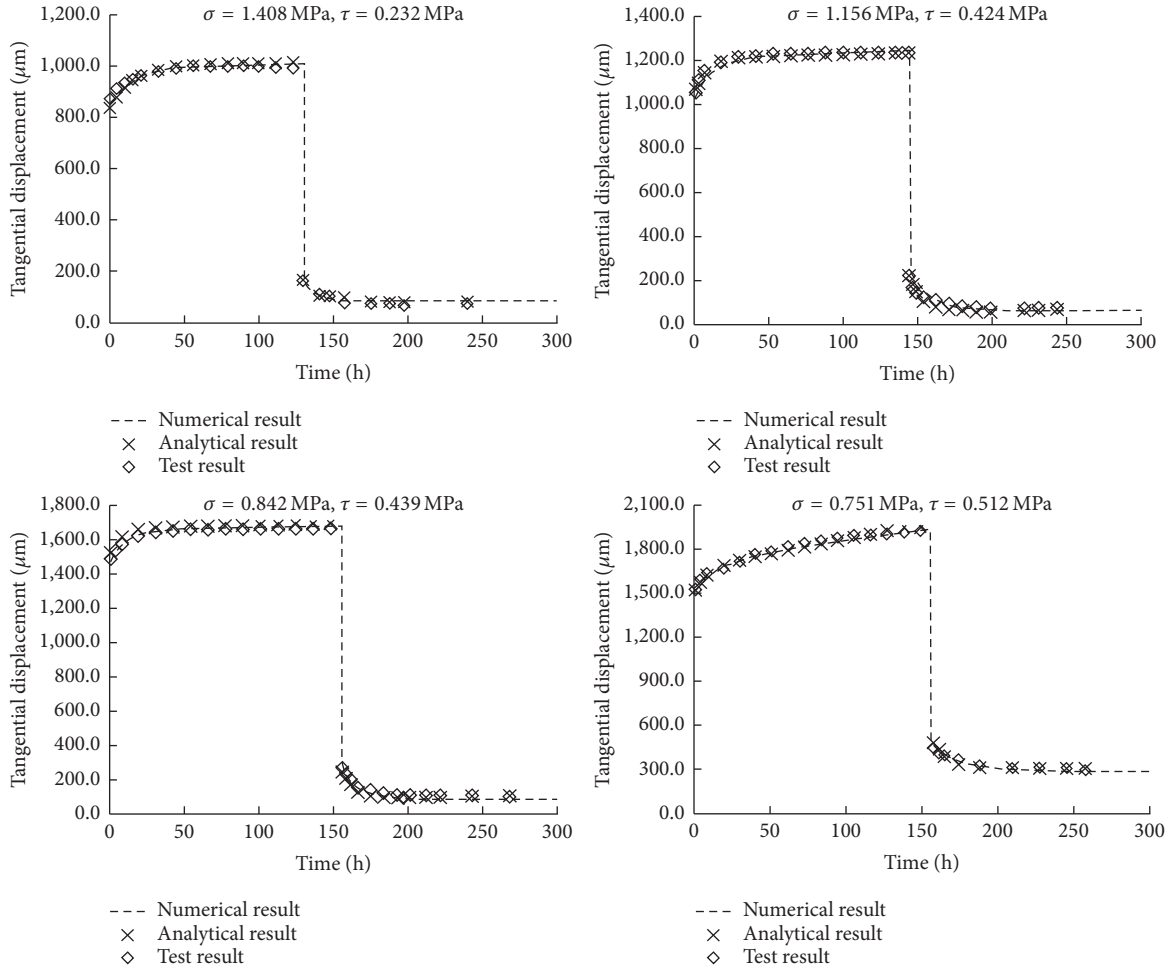 σ = 1.408 MPa, τ = 0.232
Tangential displacement (μm)
1,200.0
1,000.0
800.0
600.0
400.0
200.0
0.0
0 50 100 150 200 250 300
Time (h)
Numerical result
Analytical result
Test result
σ = 1.156 MPa, τ = 0.424
Tangential displacement (μm)
1,400.0
1,200.0
1,000.0
800.0
600.0
400.0
200.0
0.0
0 50 100 150 200 250 300
Time (h)
Numerical result
Analytical result
Test result
σ = 0.842 MPa, τ = 0.439 MPa
Tangential displacement (μm)
1,800.0
1,600.0
1,400.0
1,200.0
1,000.0
800.0
600.0
400.0
200.0
0.0
0 50 100 150 200 250 300
Time (h)
Numerical result
Analytical result
Test result
σ = 0.751 MPa, τ = 0.512 MPa
Tangential displacement (μm)
2,100.0
1,800.0
1,500.0
1,200.0
900.0
600.0
300.0
0.0
0 50 100 150 200 250 300
Time (h)
Numerical result
Analytical result
Test result